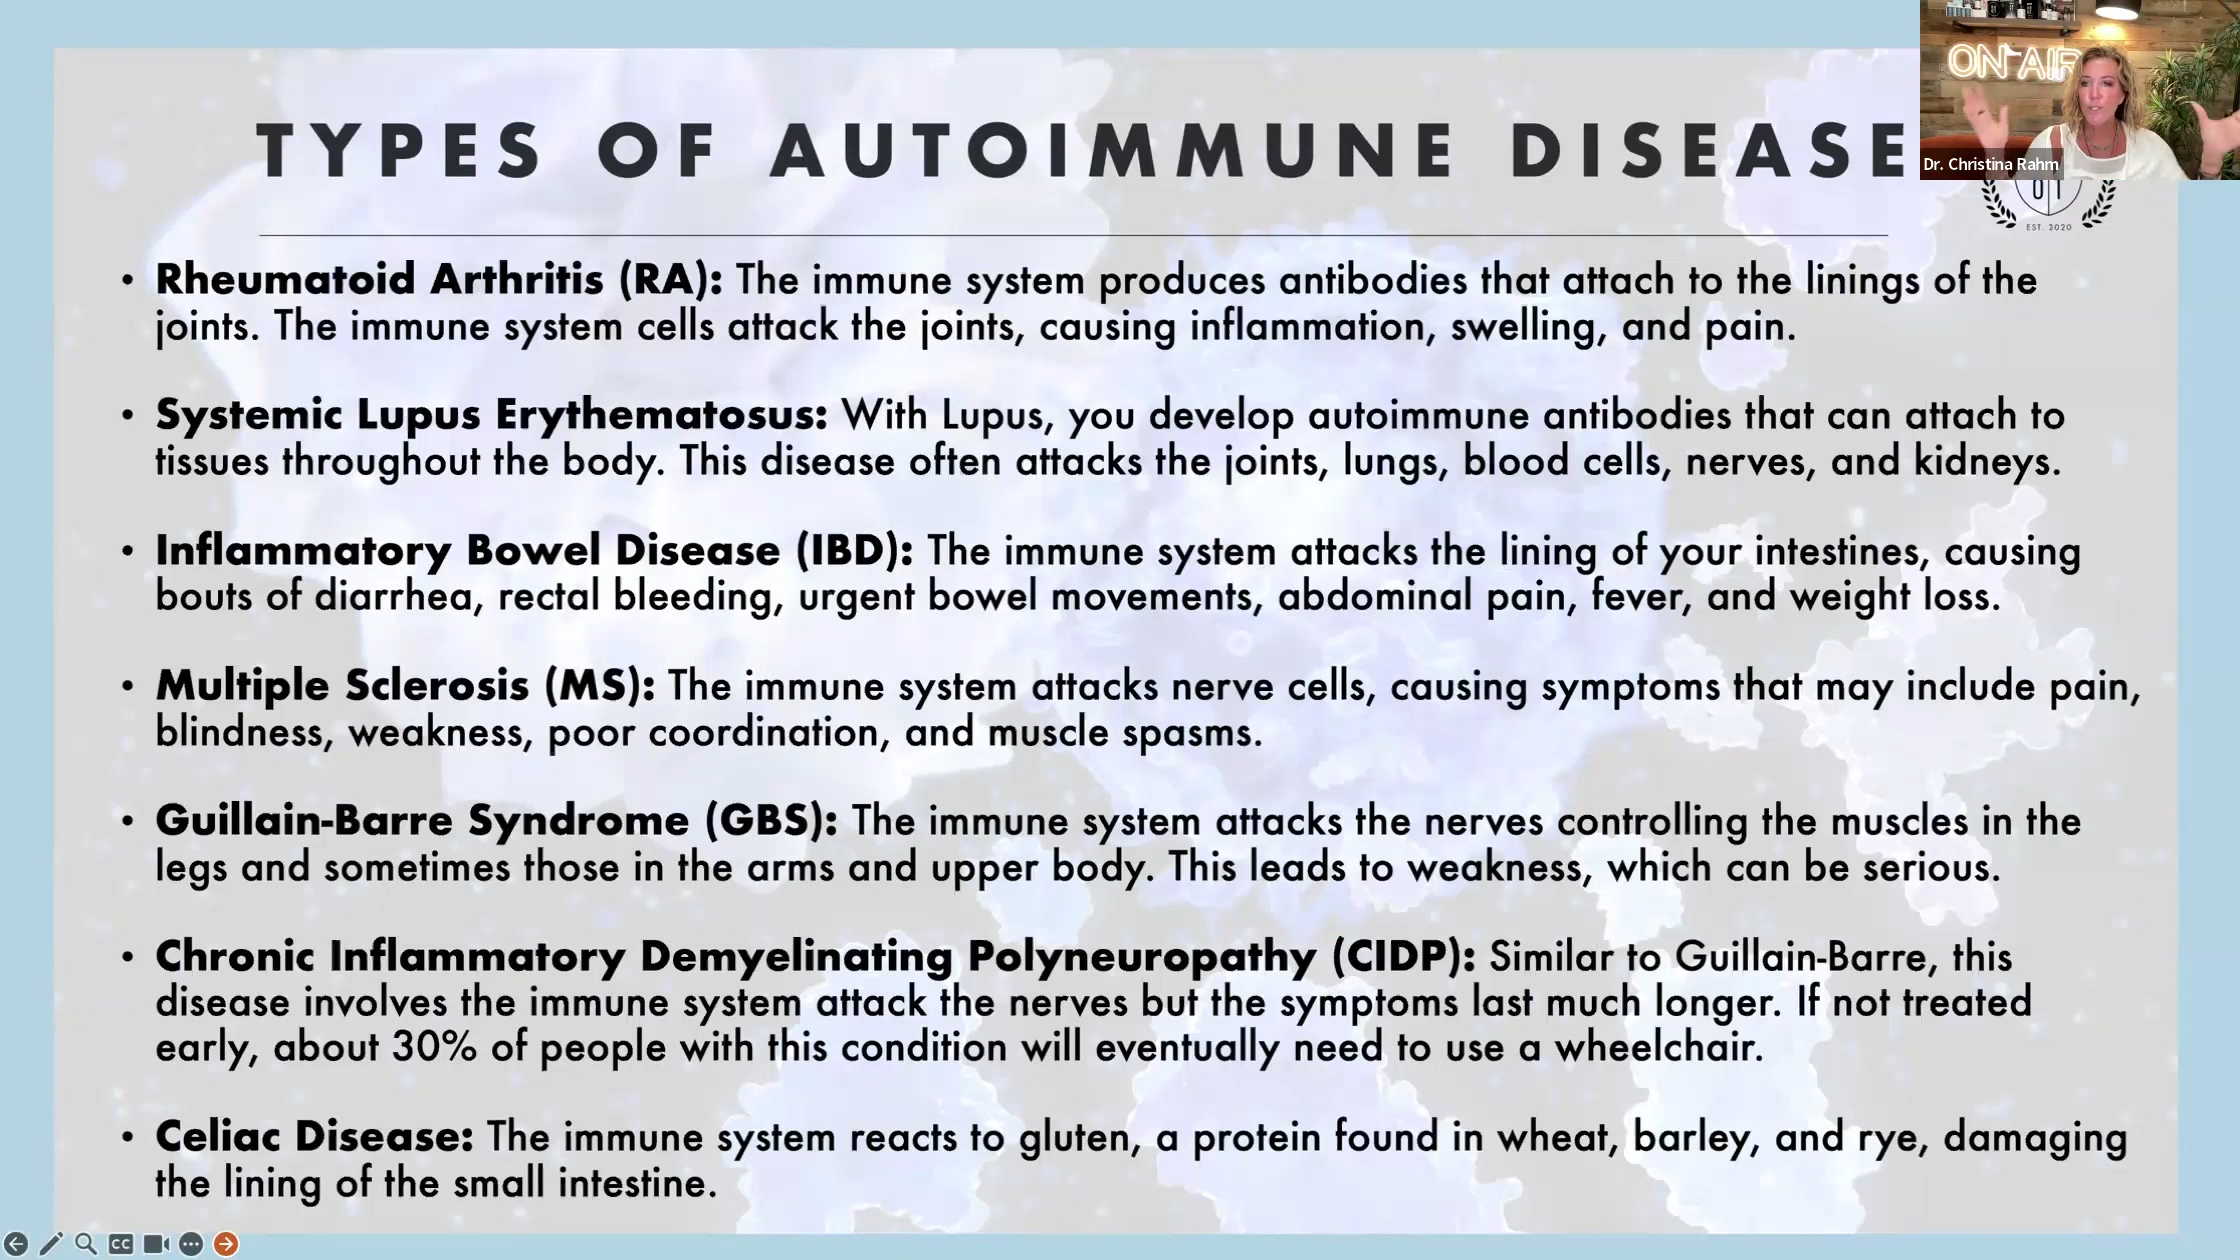 TYPES OF AUTOIMMUNE DISEASE
ON AIR
Dr. Christina Rahm
EST. 2020
• Rheumatoid Arthritis (RA): The immune system produces antibodies that attach to the linings of the
joints. The immune system cells attack the joints, causing inflammation, swelling, and pain.
• Systemic Lupus Erythematosus: With Lupus, you develop autoimmune antibodies that can attach to
tissues throughout the body. This disease often attacks the joints, lungs, blood cells, nerves, and kidneys.
• Inflammatory Bowel Disease (IBD): The immune system attacks the lining of your intestines, causing
bouts of diarrhea, rectal bleeding, urgent bowel movements, abdominal pain, fever, and weight loss.
• Multiple Sclerosis (MS): The immune system attacks nerve cells, causing symptoms that may include pain,
blindness, weakness, poor coordination, and muscle spasms.
• Guillain-Barre Syndrome (GBS): The immune system attacks the nerves controlling the muscles in the
legs and sometimes those in the arms and upper body. This leads to weakness, which can be serious.
• Chronic Inflammatory Demyelinating Polyneuropathy (CIDP): Similar to Guillain-Barre, this
disease involves the immune system attack the nerves but the symptoms last much longer. If not treated
early, about 30% of people with this condition will eventually need to use a wheelchair.
• Celiac Disease: The immune system reacts to gluten, a protein found in wheat, barley, and rye, damaging
the lining of the small intestine.
CC